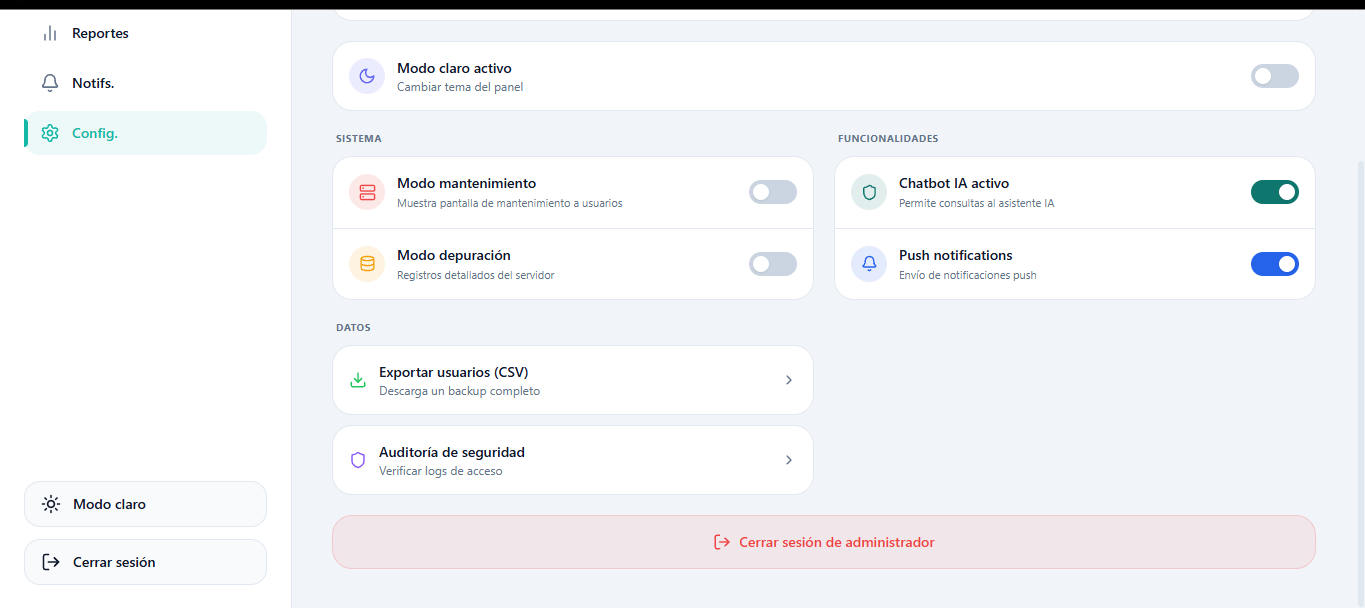 Reportes
Notifs.
Config.
Modo claro
Cerrar sesión
Modo claro activo
Cambiar tema del panel
SISTEMA
Modo mantenimiento
Muestra pantalla de mantenimiento a usuarios
Modo depuración
Registros detallados del servidor
FUNCIONALIDADES
Chatbot IA activo
Permite consultas al asistente IA
Push notifications
Envío de notificaciones push
DATOS
Exportar usuarios (CSV)
Descarga un backup completo
Auditoría de seguridad
Verificar logs de acceso
Cerrar sesión de administrador